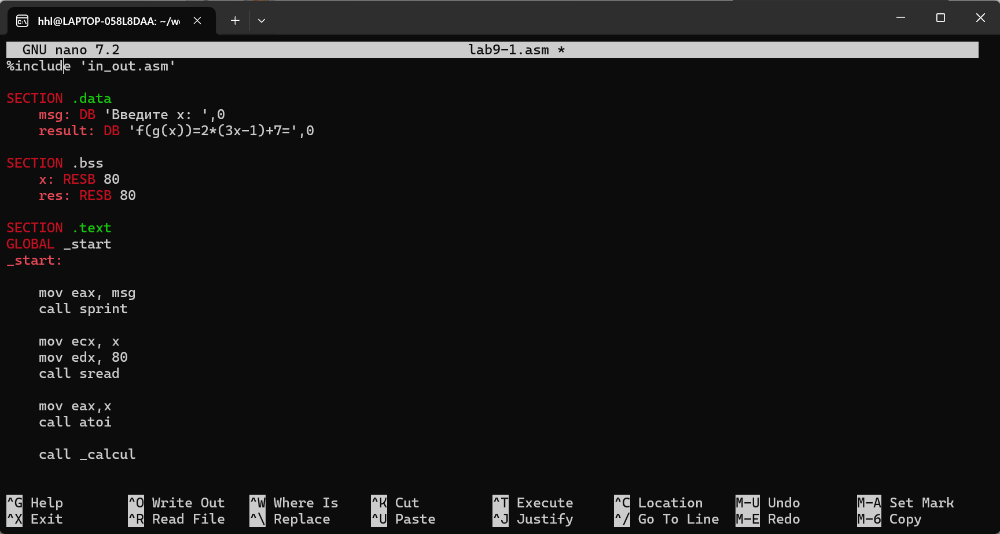 hhl@LAPTOP-058L8DAA: ~/w
GNU nano 7.2 lab9-1.asm *
%include 'in_out.asm'
SECTION .data
msg: DB 'Введите x: ',0
result: DB 'f(g(x))=2*(3x-1)+7=',0
SECTION .bss
x: RESB 80
res: RESB 80
SECTION .text
GLOBAL _start
_start:
mov eax, msg
call sprint
mov ecx, x
mov edx, 80
call sread
mov eax,x
call atoi
call _calcul
^G Help ^O Write Out ^W Where Is ^K Cut ^T Execute ^C Location M-U Undo M-A Set Mark
^X Exit ^R Read File ^\ Replace ^U Paste ^J Justify ^/ Go To Line M-E Redo M-6 Copy